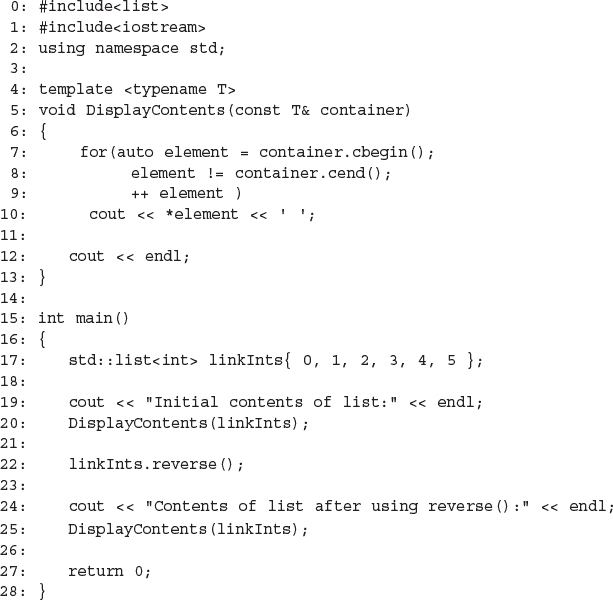 0: #include<list>
1: #include<iostream>
2: using namespace std;
3:
4: template <typename T>
5: void DisplayContents(const T& container)
6: {
7:     for(auto element = container.cbegin();
8:          element != container.cend();
9:          ++ element )
10:      cout << *element << ' ';
11:
12:    cout << endl;
13: }
14:
15: int main()
16: {
17:    std::list<int> linkInts{ 0, 1, 2, 3, 4, 5 };
18:
19:    cout << "Initial contents of list:" << endl;
20:    DisplayContents(linkInts);
21:
22:    linkInts.reverse();
23:
24:    cout << "Contents of list after using reverse():" << endl;
25:    DisplayContents(linkInts);
26:
27:    return 0;
28: }